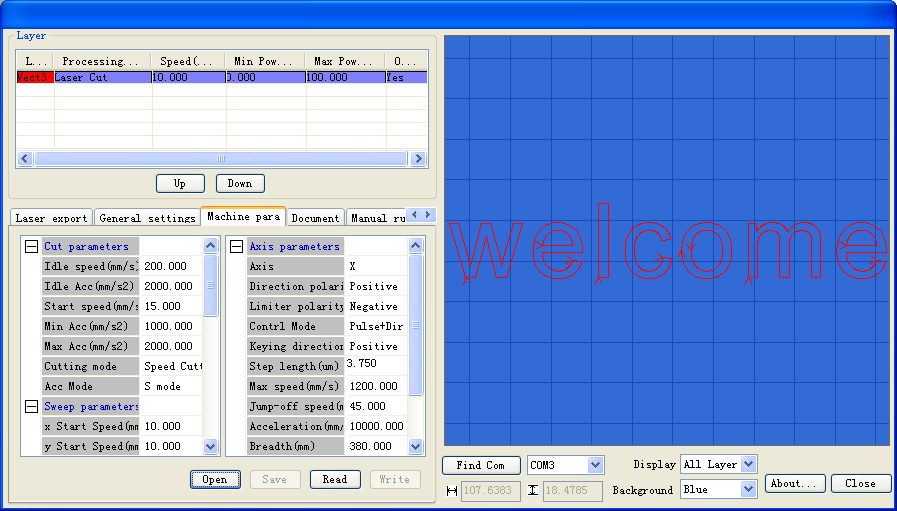 Layer
L... Processing... Speed(... Min Pow... Max Pow... O...
Vect3 Laser Cut 10.000 0.000 100.000 Yes
Up Down
Laser export General settings Machine para Document Manual ru
Cut parameters
Idle speed(mm/s) 200.000
Idle Acc(mm/s2) 2000.000
Start speed(mm/s 15.000
Min Acc(mm/s2) 1000.000
Max Acc(mm/s2) 2000.000
Cutting mode Speed Cutt
Acc Mode S mode
Sweep parameters
x Start Speed(mm 10.000
y Start Speed(mm 10.000
Axis parameters
Axis X
Direction polari Positive
Limiter polarity Negative
Contrl Mode Pulse+Dir
Keying direction Positive
Step length(um) 3.750
Max speed(mm/s) 1200.000
Jump-off speed(m 45.000
Acceleration(mm/ 10000.000
Breadth(mm) 380.000
Open Save Read Write
welcome
Find Com COM3 Display All Layer
107.6383 18.4785 Background Blue About... Close